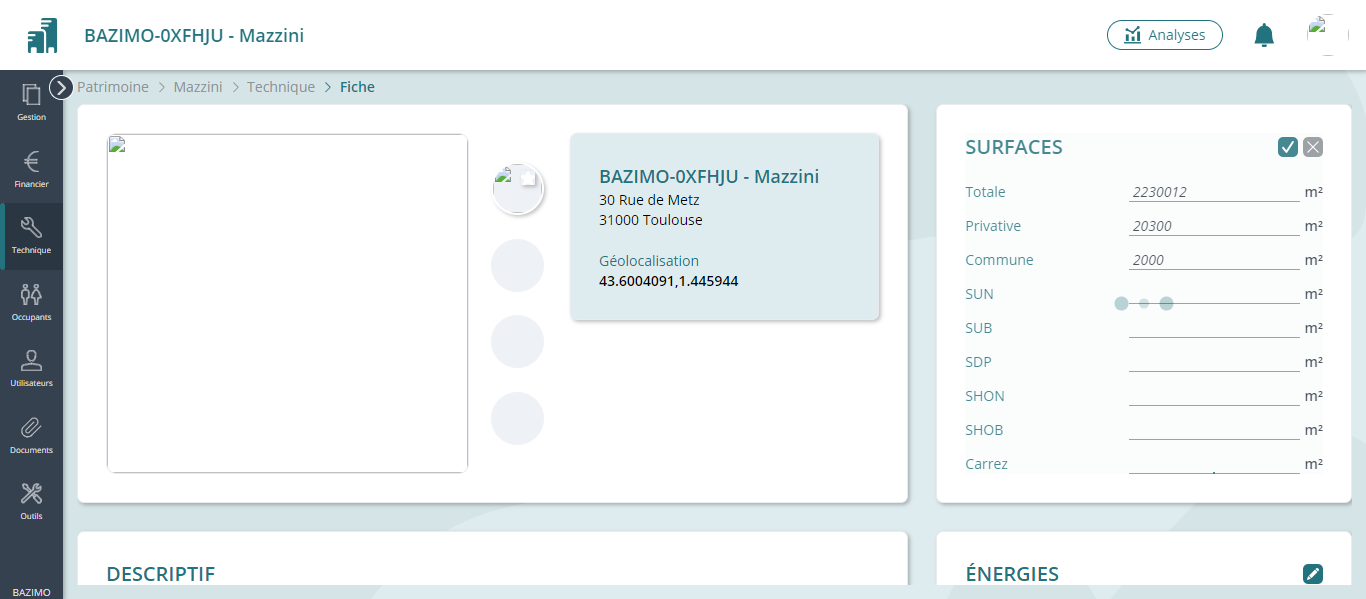 BAZIMO-0XFHJU - Mazzini
Analyses
Patrimoine > Mazzini > Technique > Fiche
Gestion
Financier
Technique
Occupants
Utilisateurs
Documents
Outils
BAZIMO
BAZIMO-0XFHJU - Mazzini
30 Rue de Metz
31000 Toulouse
Géolocalisation
43.6004091,1.445944
SURFACES
Totale 2230012 m²
Privative 20300 m²
Commune 2000 m²
SUN m²
SUB m²
SDP m²
SHON m²
SHOB m²
Carrez m²
DESCRIPTIF
ÉNERGIES